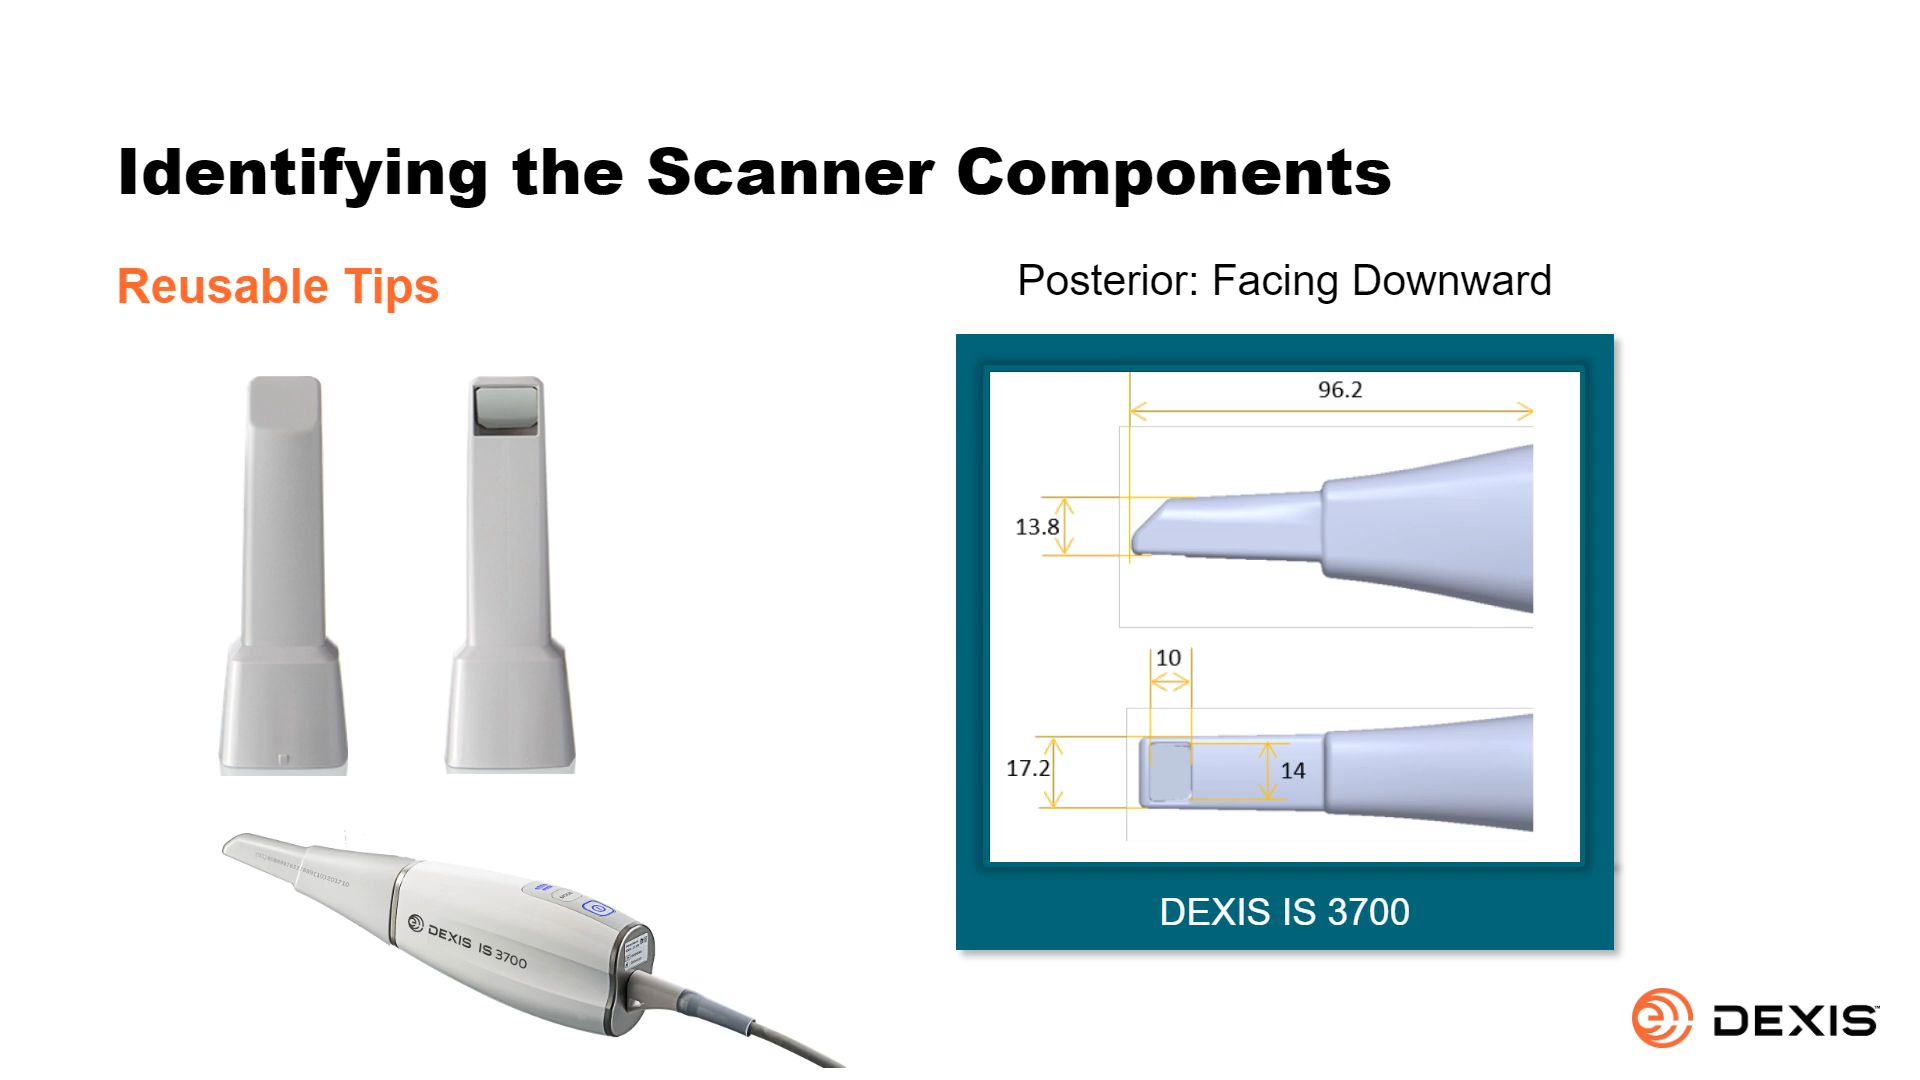 Identifying the Scanner Components
Reusable Tips
Posterior: Facing Downward
96.2
13.8
10
17.2
14
DEXIS IS 3700
DEXIS IS 3700
DEXIS™